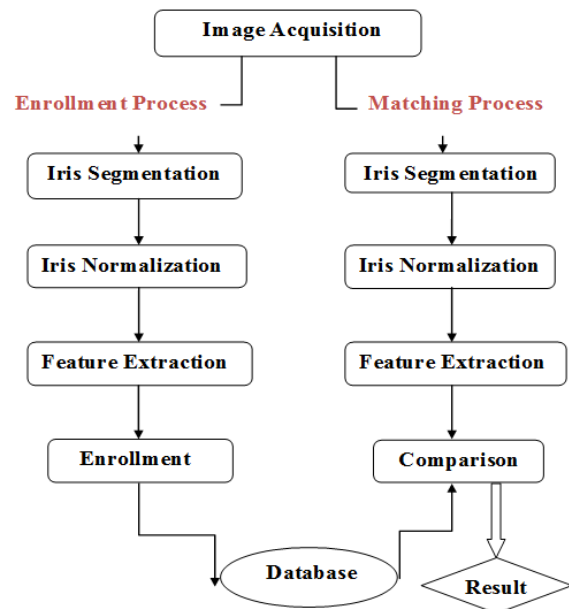 Image Acquisition
Enrollment Process
Matching Process
Iris Segmentation
Iris Segmentation
Iris Normalization
Iris Normalization
Feature Extraction
Feature Extraction
Enrollment
Comparison
Database
Result